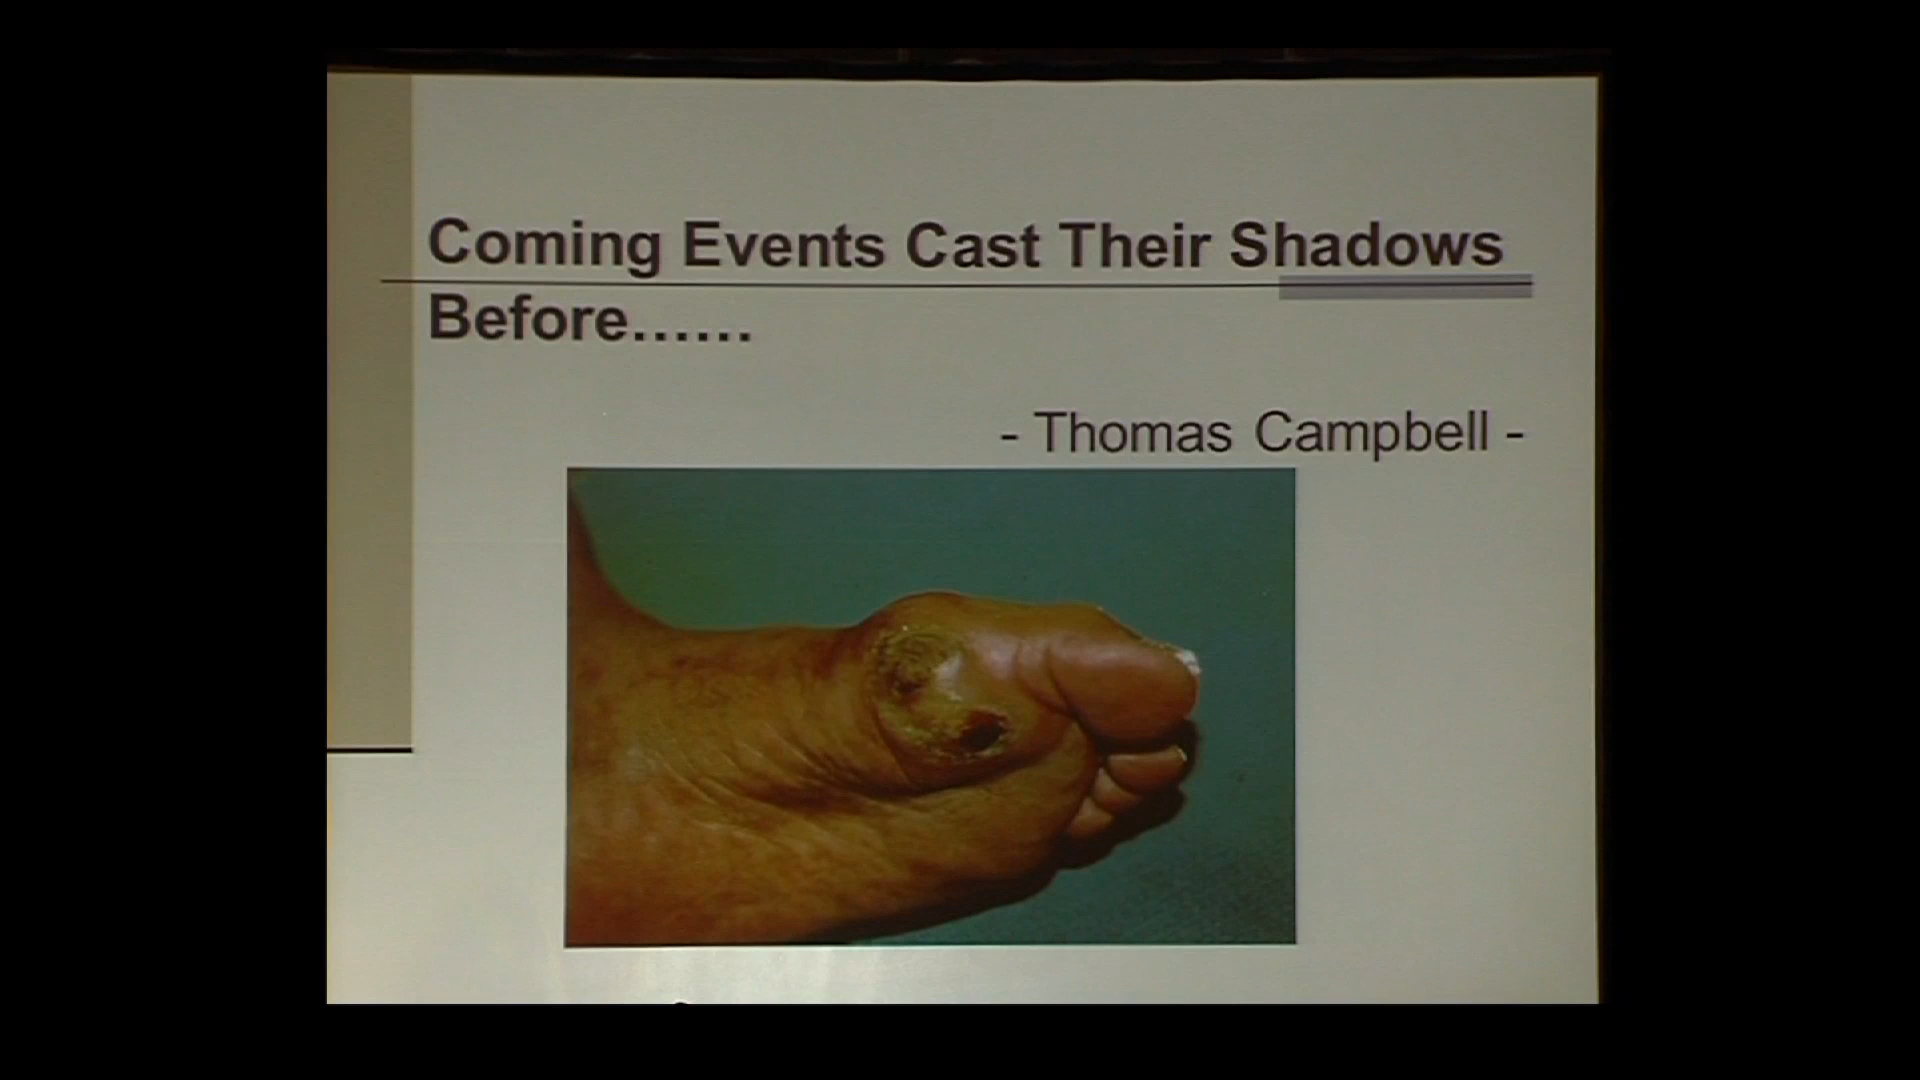 Coming Events Cast Their Shadows
Before......
- Thomas Campbell -